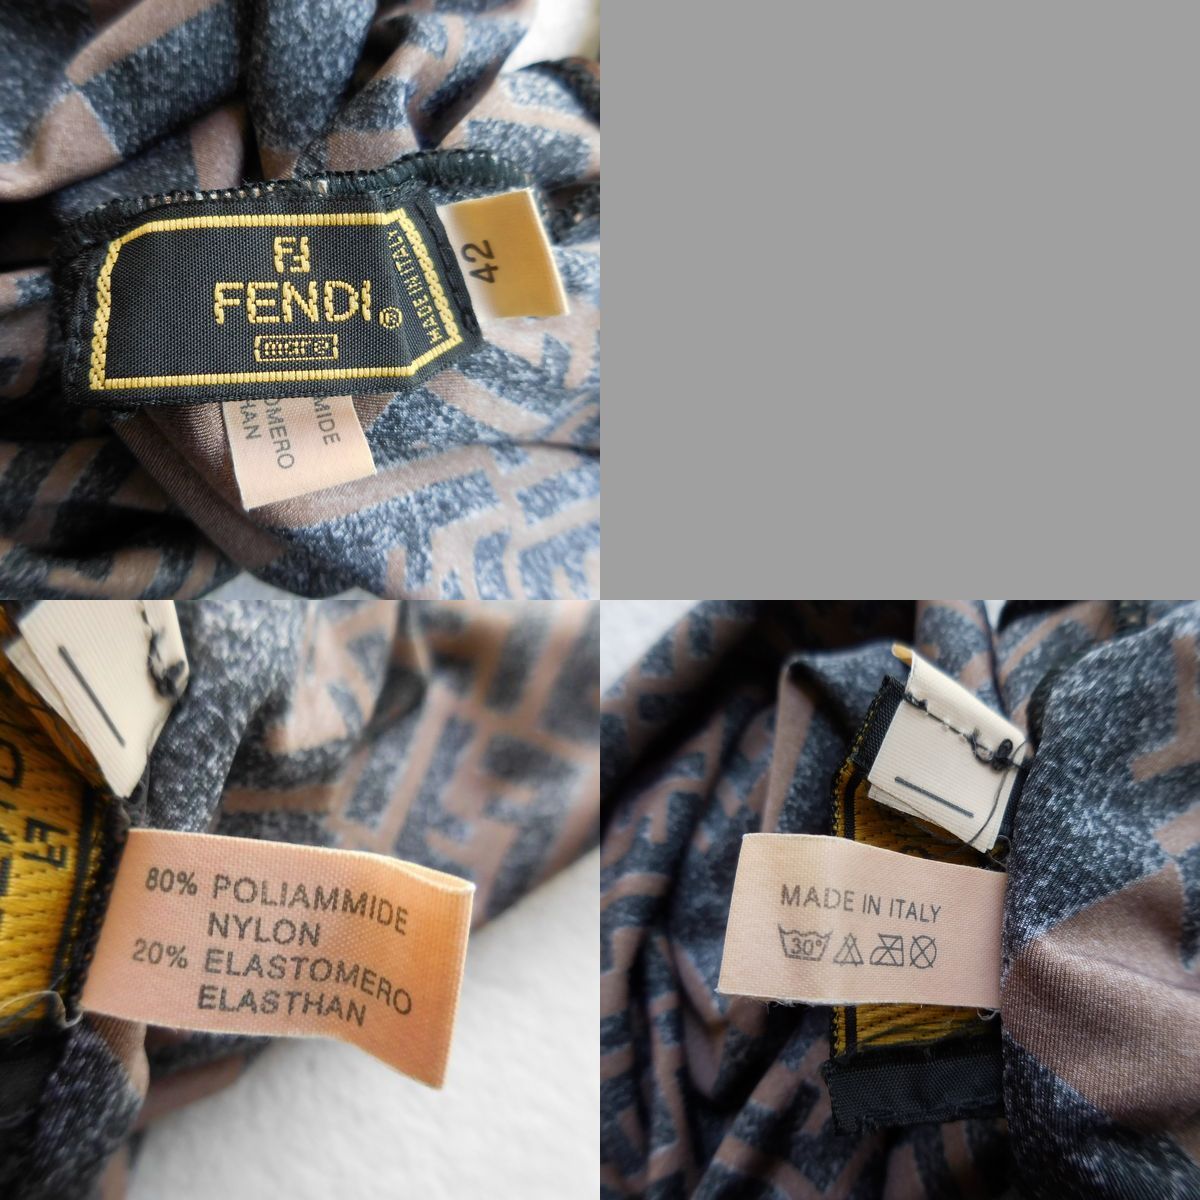 FF
FENDI®
mare
MADE IN ITALY
42
MIDE
OMERO
HAN
80% POLIAMMIDE
NYLON
20% ELASTOMERO
ELASTHAN
MADE IN ITALY
30°